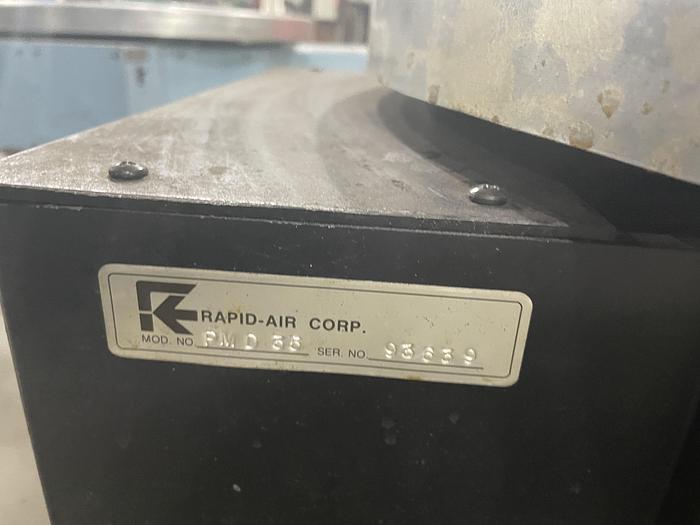 RAPID-AIR CORP.
MOD. NO. PMD 35 SER. NO. 93639